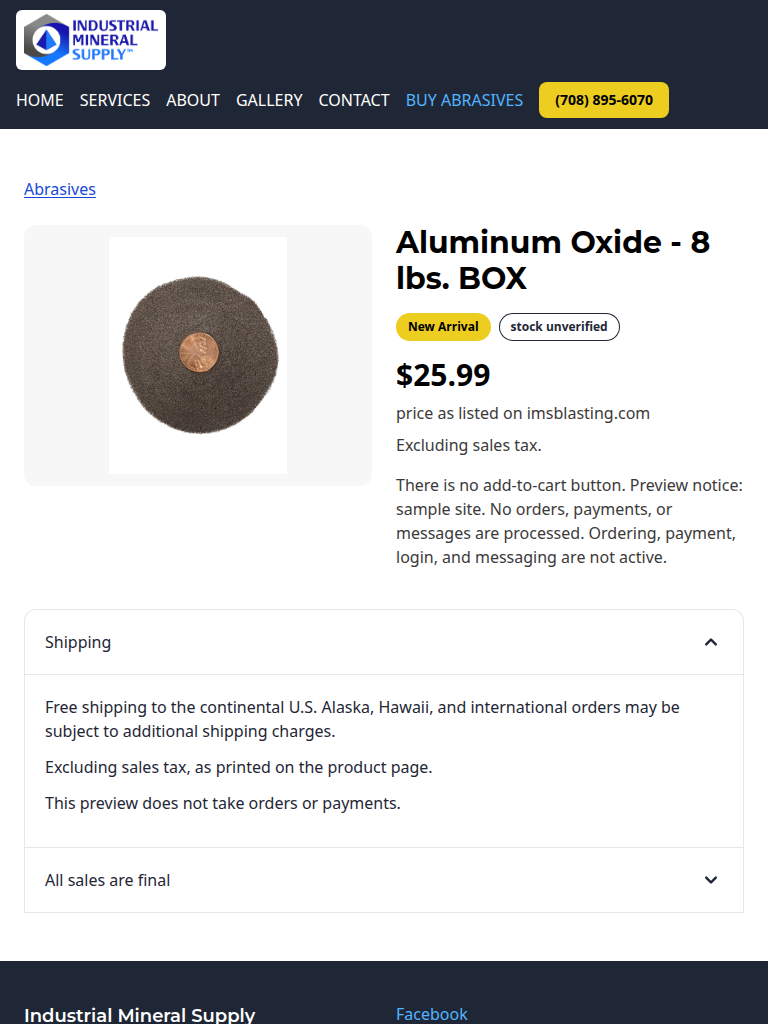 INDUSTRIAL
MINERAL
SUPPLY™
HOME SERVICES ABOUT GALLERY CONTACT BUY ABRASIVES (708) 895-6070
Abrasives
Aluminum Oxide - 8
lbs. BOX
New Arrival stock unverified
$25.99
price as listed on imsblasting.com
Excluding sales tax.
There is no add-to-cart button. Preview notice:
sample site. No orders, payments, or
messages are processed. Ordering, payment,
login, and messaging are not active.
Shipping
Free shipping to the continental U.S. Alaska, Hawaii, and international orders may be
subject to additional shipping charges.
Excluding sales tax, as printed on the product page.
This preview does not take orders or payments.
All sales are final
Industrial Mineral Supply
Facebook